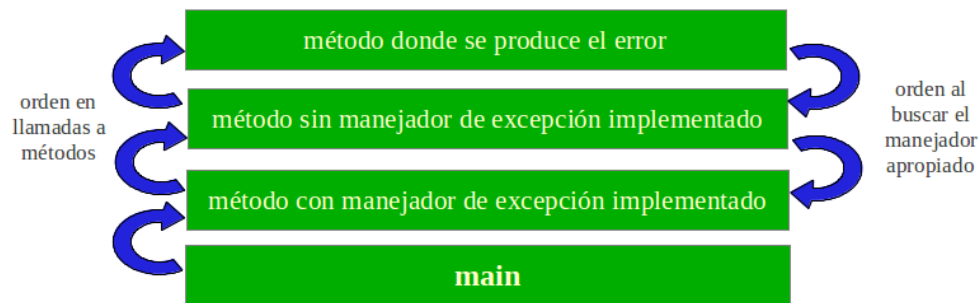 método donde se produce el error
orden en
llamadas a
métodos
método sin manejador de excepción implementado
orden al
buscar el
manejador
apropiado
método con manejador de excepción implementado
main